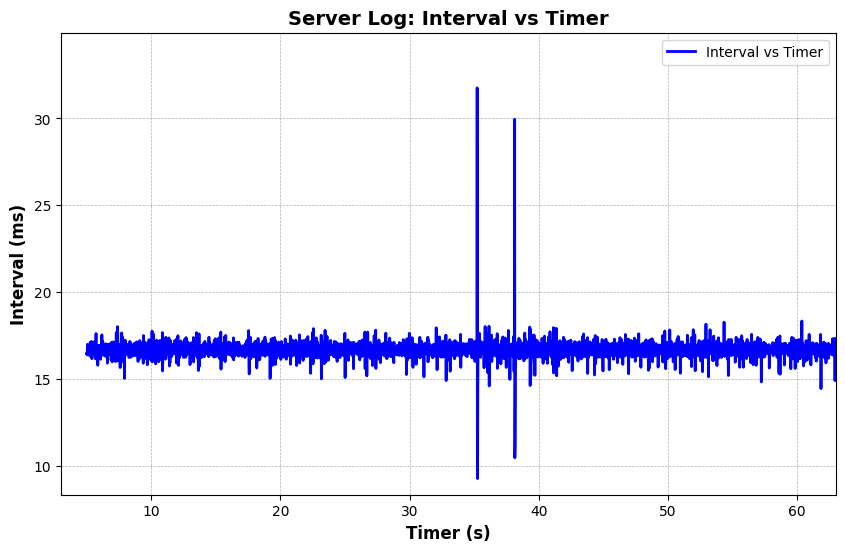 Server Log: Interval vs Timer
Interval vs Timer
Interval (ms)
30
25
20
15
10
10 20 30 40 50 60
Timer (s)